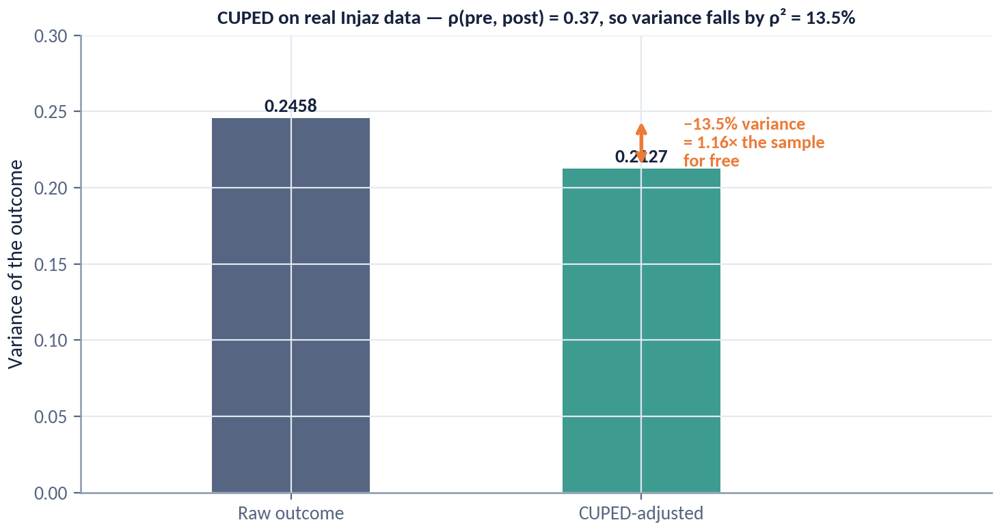 CUPED on real Injaz data — ρ(pre, post) = 0.37, so variance falls by ρ² = 13.5%
Variance of the outcome
0.30
0.25
0.20
0.15
0.10
0.05
0.00
0.2458
0.2127
−13.5% variance
= 1.16× the sample
for free
Raw outcome
CUPED-adjusted